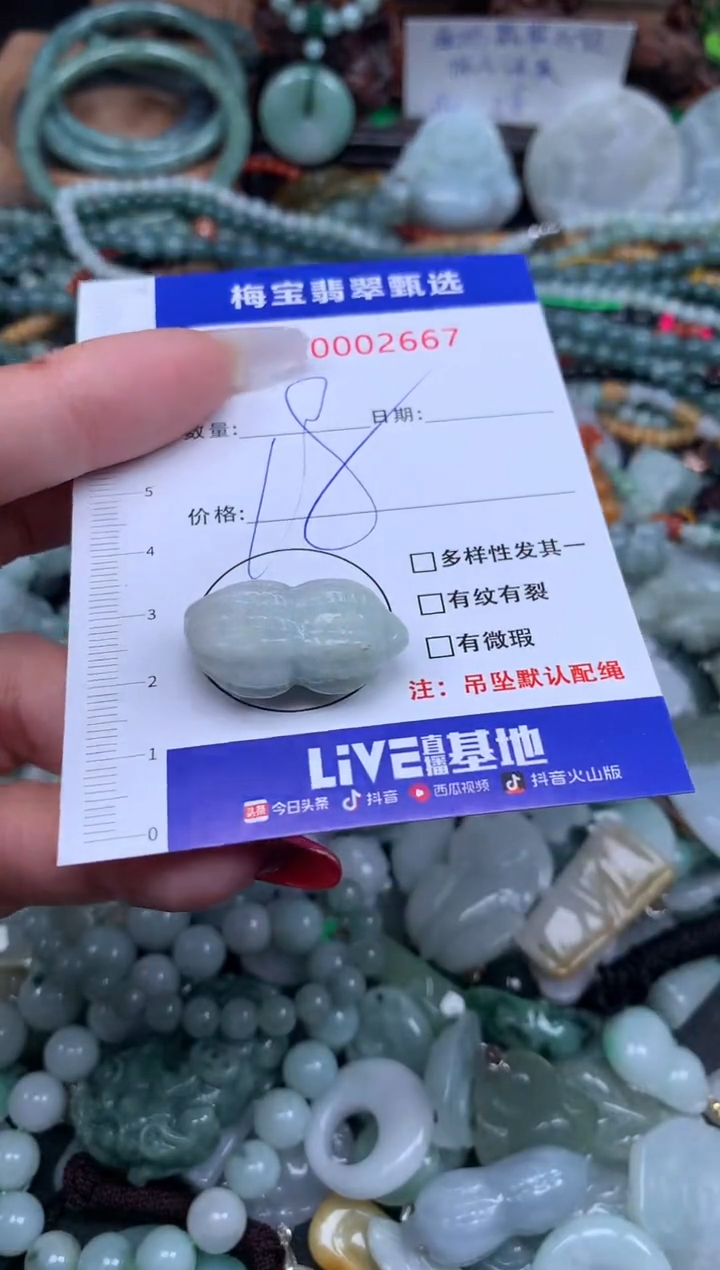 梅宝翡翠甄选
0002667
数量:
日期:
18
5
价格:
4
多样性发其一
3
有纹有裂
2
有微瑕
注：吊坠默认配绳
1
LiVE直播基地
头条 今日头条 抖音 西瓜视频 抖音火山版
0